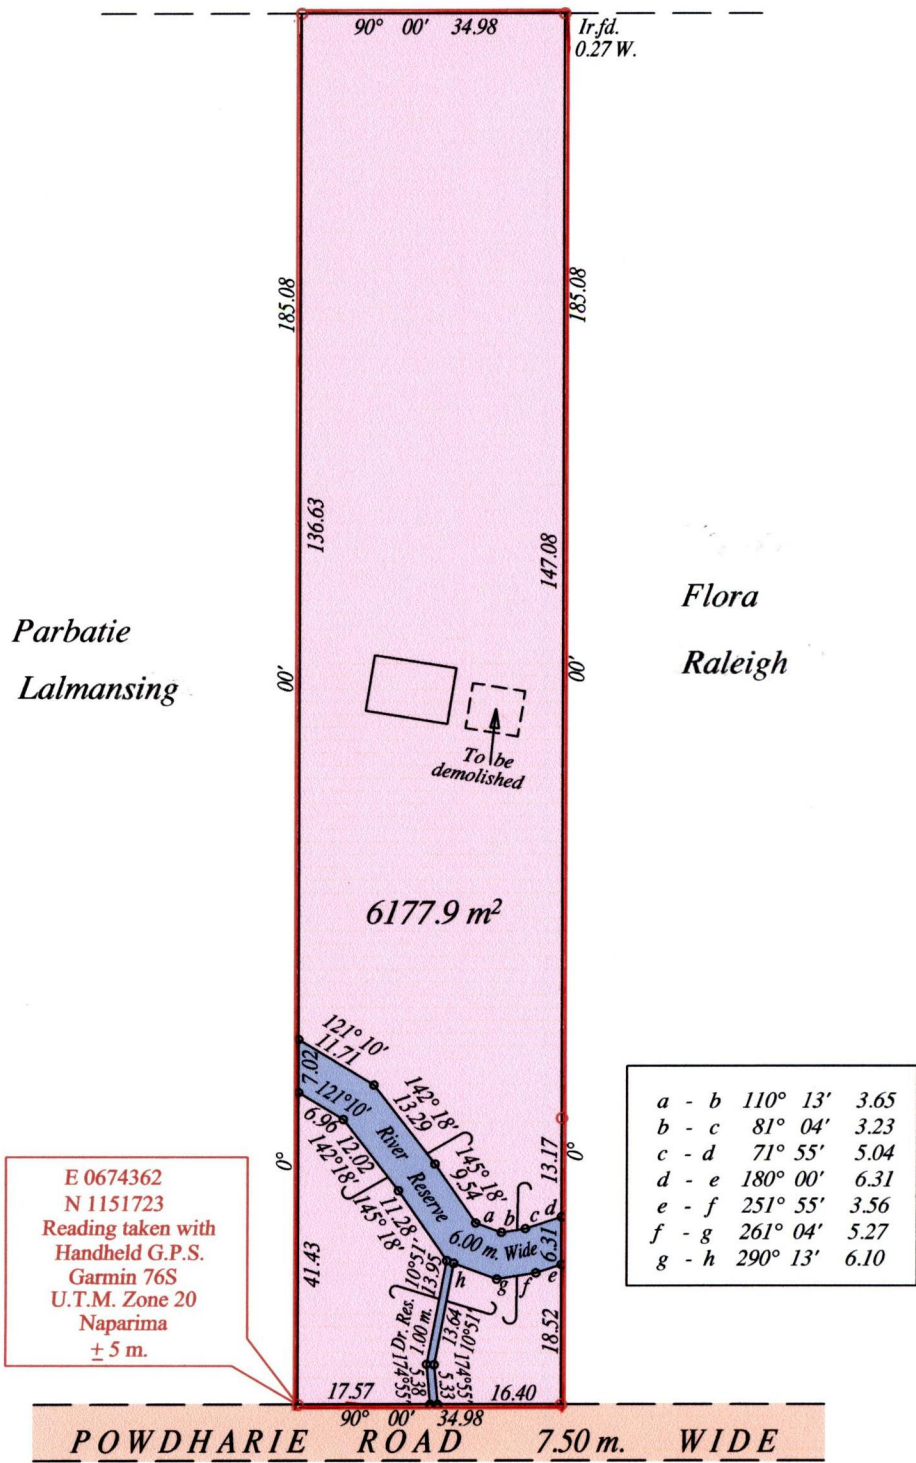 90° 00' 34.98
Ir.fd.
0.27 W.
185.08
185.08
136.63
147.08
Flora
Raleigh
Parbatie
Lalmansing
00'
00'
To be
demolished
6177.9 m²
121° 10'
11.71
7.02
121°10'
6.96
142° 18'
13.29
12.02
142°18'
River
Reserve
145° 18'
9.54
11.28
145° 18'
13.17
0°
0°
a b c d
6.00 m. Wide
6.31
h g f e
a - b 110° 13' 3.65
b - c 81° 04' 3.23
c - d 71° 55' 5.04
d - e 180° 00' 6.31
e - f 251° 55' 3.56
f - g 261° 04' 5.27
g - h 290° 13' 6.10
E 0674362
N 1151723
Reading taken with
Handheld G.P.S.
Garmin 76S
U.T.M. Zone 20
Naparima
± 5 m.
41.43
10°51'
13.95
Dr. Res.
1.00 m.
13.64
10°51'
174°55'
5.38
174°55'
5.33
18.52
17.57
16.40
90° 00' 34.98
POWDHARIE ROAD 7.50 m. WIDE